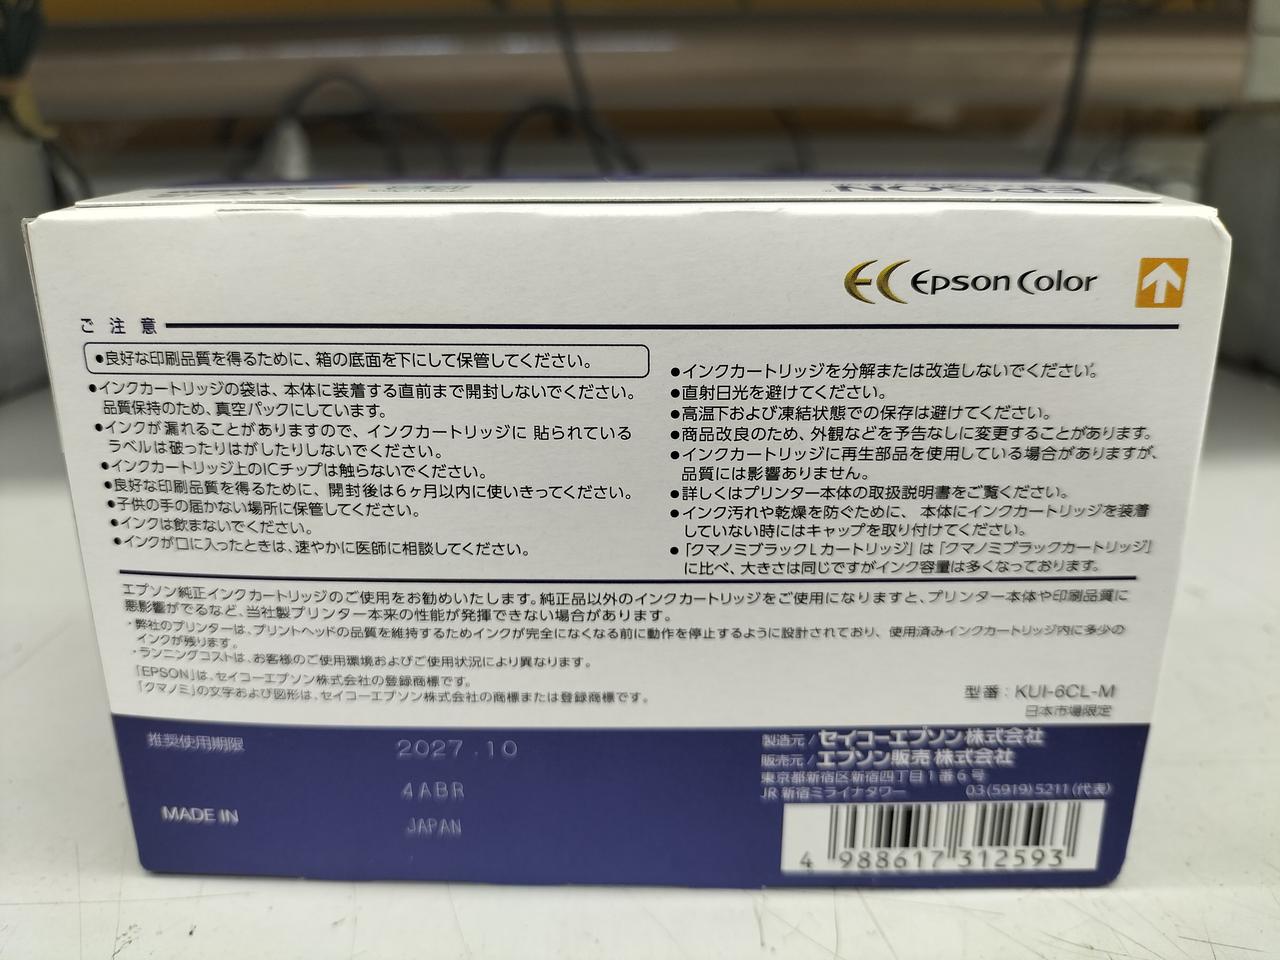 EPSON
EC Epson Color
ご注意
●良好な印刷品質を得るために、箱の底面を下にして保管してください。
●インクカートリッジの袋は、本体に装着する直前まで開封しないでください。
品質保持のため、真空パックにしています。
●インクが漏れることがありますので、インクカートリッジに 貼られている
ラベルは破ったりはがしたりしないでください。
●インクカートリッジ上のICチップは触らないでください。
●良好な印刷品質を得るために、開封後は6ヶ月以内に使いきってください。
●子供の手の届かない場所に保管してください。
●インクは飲まないでください。
●インクが口に入ったときは、速やかに医師に相談してください。
●インクカートリッジを分解または改造しないでください。
●直射日光を避けてください。
●高温下および凍結状態での保存は避けてください。
●商品改良のため、外観などを予告なしに変更することがあります。
●インクカートリッジに再生部品を使用している場合がありますが、
品質には影響ありません。
●詳しくはプリンター本体の取扱説明書をご覧ください。
●インク汚れや乾燥を防ぐために、 本体にインクカートリッジを装着
していない時にはキャップを取り付けてください。
●「クマノミブラックLカートリッジ」は「クマノミブラックカートリッジ」
に比べ、大きさは同じですがインク容量は多くなっております。
エプソン純正インクカートリッジのご使用をお勧めいたします。純正品以外のインクカートリッジをご使用になりますと、プリンター本体や印刷品質に
悪影響がでるなど、当社製プリンター本来の性能が発揮できない場合があります。
・弊社のプリンターは、プリントヘッドの品質を維持するためインクが完全になくなる前に動作を停止するように設計されており、使用済みインクカートリッジ内に多少の
インクが残ります。
・ランニングコストは、お客様のご使用環境およびご使用状況により異なります。
「EPSON」は、セイコーエプソン株式会社の登録商標です。
「クマノミ」の文字および図形は、セイコーエプソン株式会社の商標または登録商標です。
型番：KUI-6CL-M
日本市場限定
推奨使用期限 2027.10
4ABR
MADE IN JAPAN
製造元/セイコーエプソン株式会社
販売元/エプソン販売 株式会社
東京都新宿区新宿四丁目1番6号
JR新宿ミライナタワー 03(5919)5211(代表)
4 988617 312593